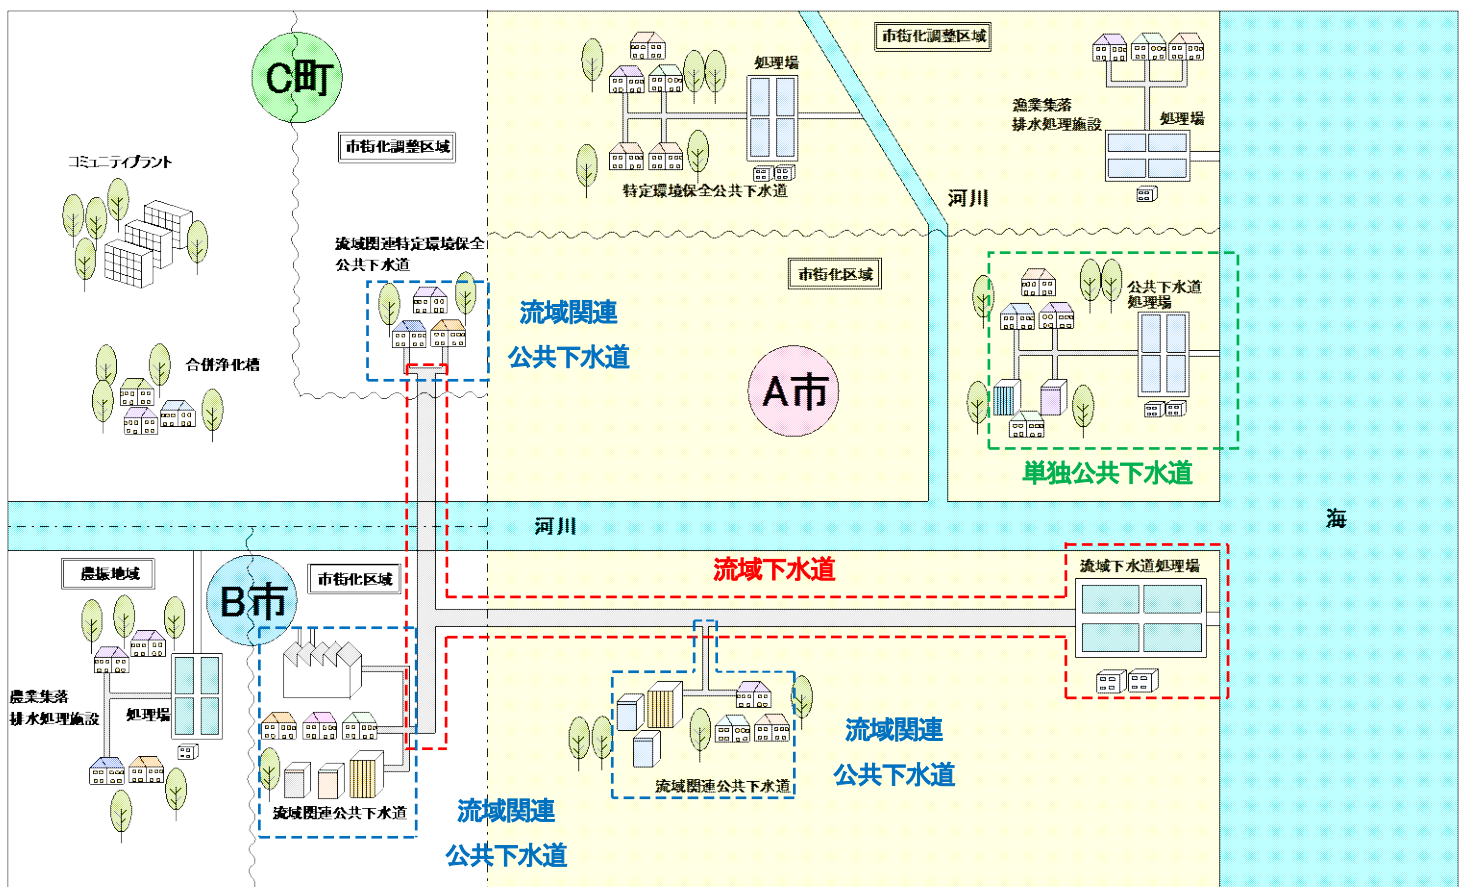 市街化調整区域
C町
処理場
漁業集落
排水処理施設
処理場
市街化調整区域
コミュニティプラント
特定環境保全公共下水道
河川
流域関連特定環境保全
公共下水道
市街化区域
公共下水道
処理場
流域関連
公共下水道
合併浄化槽
A市
単独公共下水道
河川
海
農振地域
市街化区域
流域下水道
流域下水道処理場
B市
農業集落
排水処理施設
処理場
流域関連
公共下水道
流域関連公共下水道
流域関連公共下水道
流域関連
公共下水道